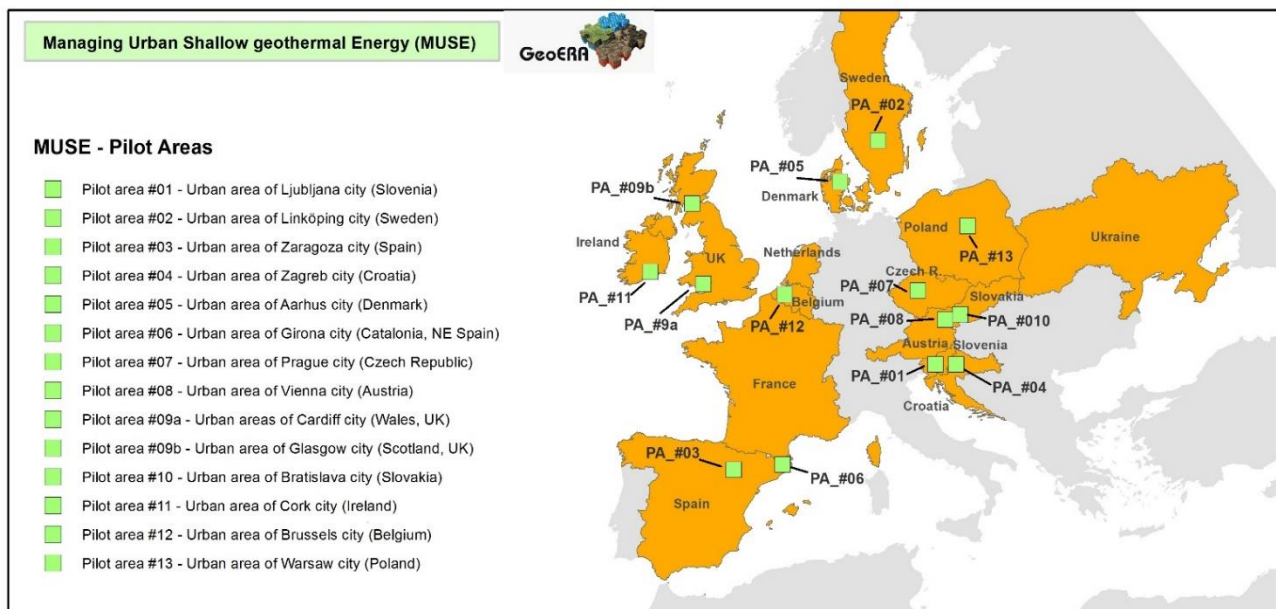 Managing Urban Shallow geothermal Energy (MUSE)
GeoERA
MUSE - Pilot Areas
Pilot area #01 - Urban area of Ljubljana city (Slovenia)
Pilot area #02 - Urban area of Linköping city (Sweden)
Pilot area #03 - Urban area of Zaragoza city (Spain)
Pilot area #04 - Urban area of Zagreb city (Croatia)
Pilot area #05 - Urban area of Aarhus city (Denmark)
Pilot area #06 - Urban area of Girona city (Catalonia, NE Spain)
Pilot area #07 - Urban area of Prague city (Czech Republic)
Pilot area #08 - Urban area of Vienna city (Austria)
Pilot area #09a - Urban areas of Cardiff city (Wales, UK)
Pilot area #09b - Urban area of Glasgow city (Scotland, UK)
Pilot area #10 - Urban area of Bratislava city (Slovakia)
Pilot area #11 - Urban area of Cork city (Ireland)
Pilot area #12 - Urban area of Brussels city (Belgium)
Pilot area #13 - Urban area of Warsaw city (Poland)
Sweden
PA_#02
PA_#05
Denmark
PA_#09b
Ireland
UK
PA_#11
PA_#9a
Netherlands
Belgium
PA_#12
Poland
PA_#13
Ukraine
Czech R.
PA_#07
Slovakia
PA_#08
PA_#010
Austria
Slovenia
PA_#01
PA_#04
Croatia
France
PA_#03
PA_#06
Spain